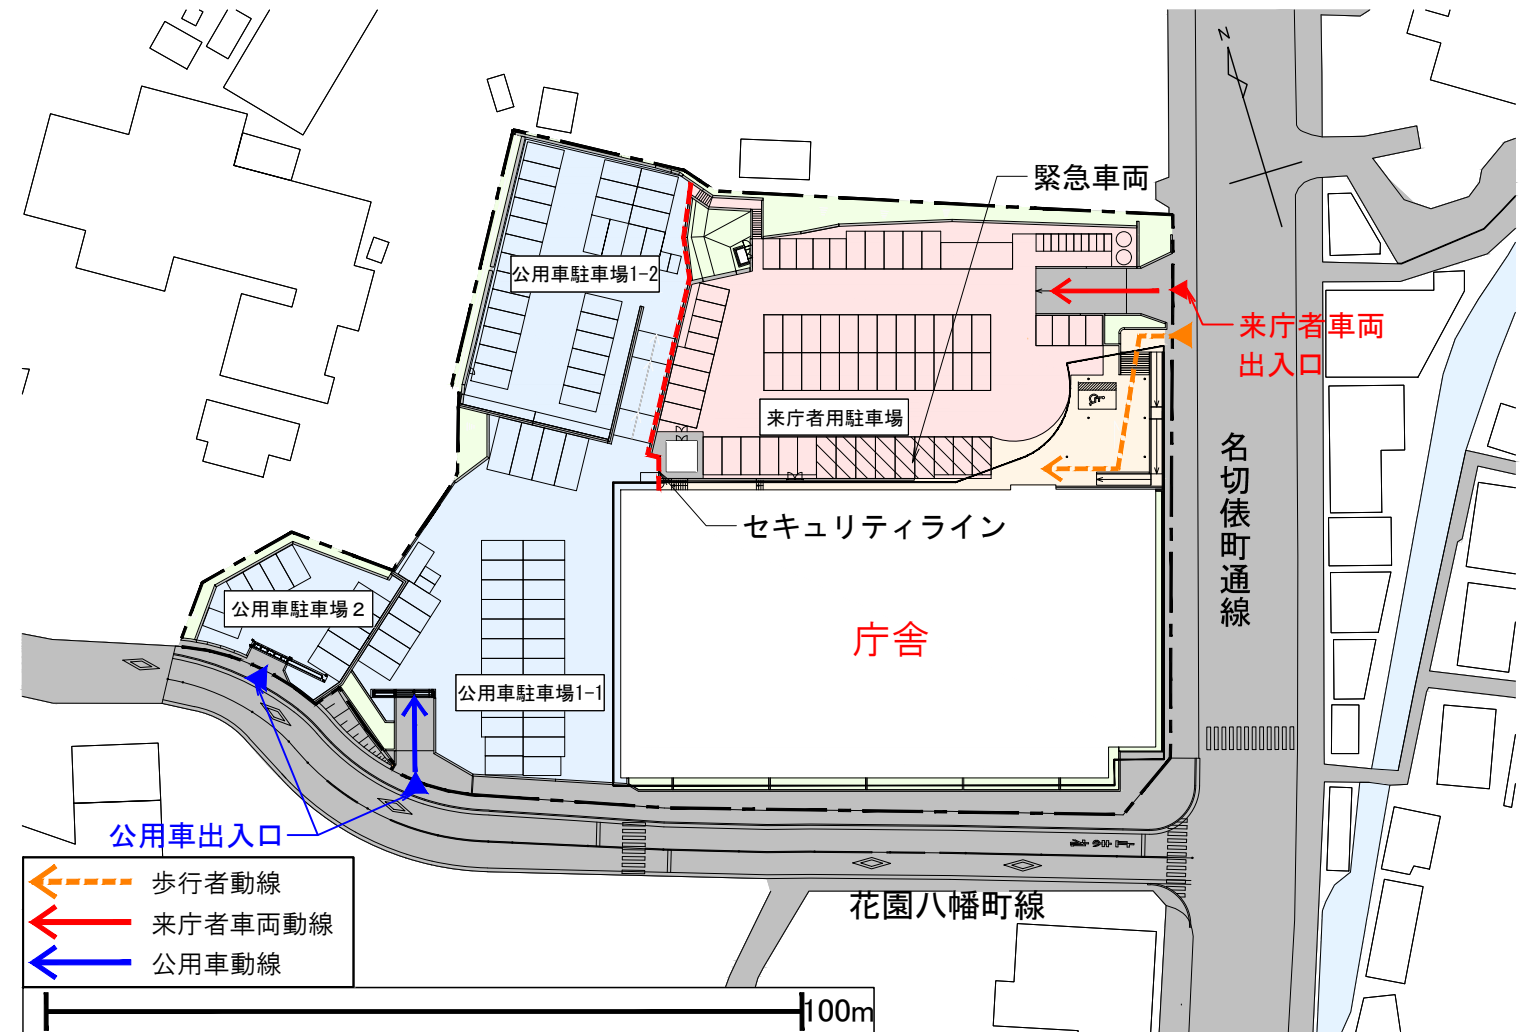 N
緊急車両
公用車駐車場1-2
来庁者車両
出入口
来庁者用駐車場
名切俵町通線
セキュリティライン
公用車駐車場2
庁舎
公用車駐車場1-1
公用車出入口
花園八幡町線
歩行者動線
来庁者車両動線
公用車動線
100m